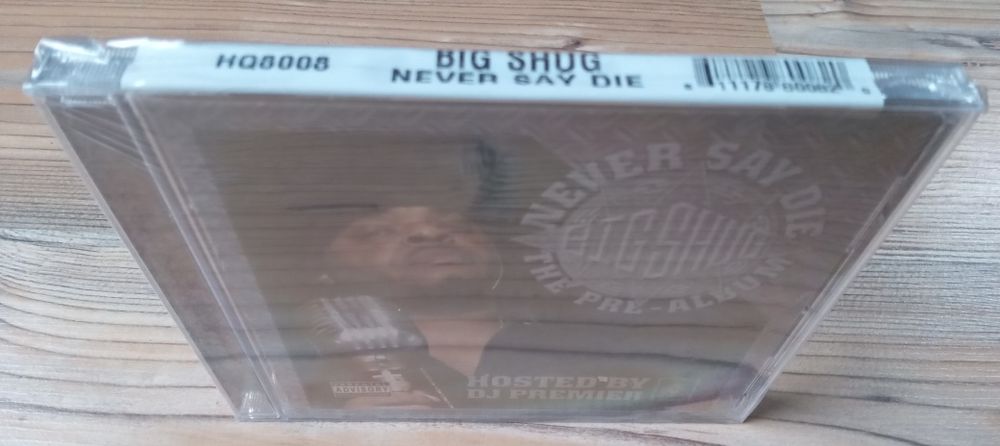 HQ8008
BIG SHUG
NEVER SAY DIE
NEVER SAY DIE
BIG SHUG
THE PRE-ALBUM
HOSTED BY
DJ PREMIER
ADVISORY